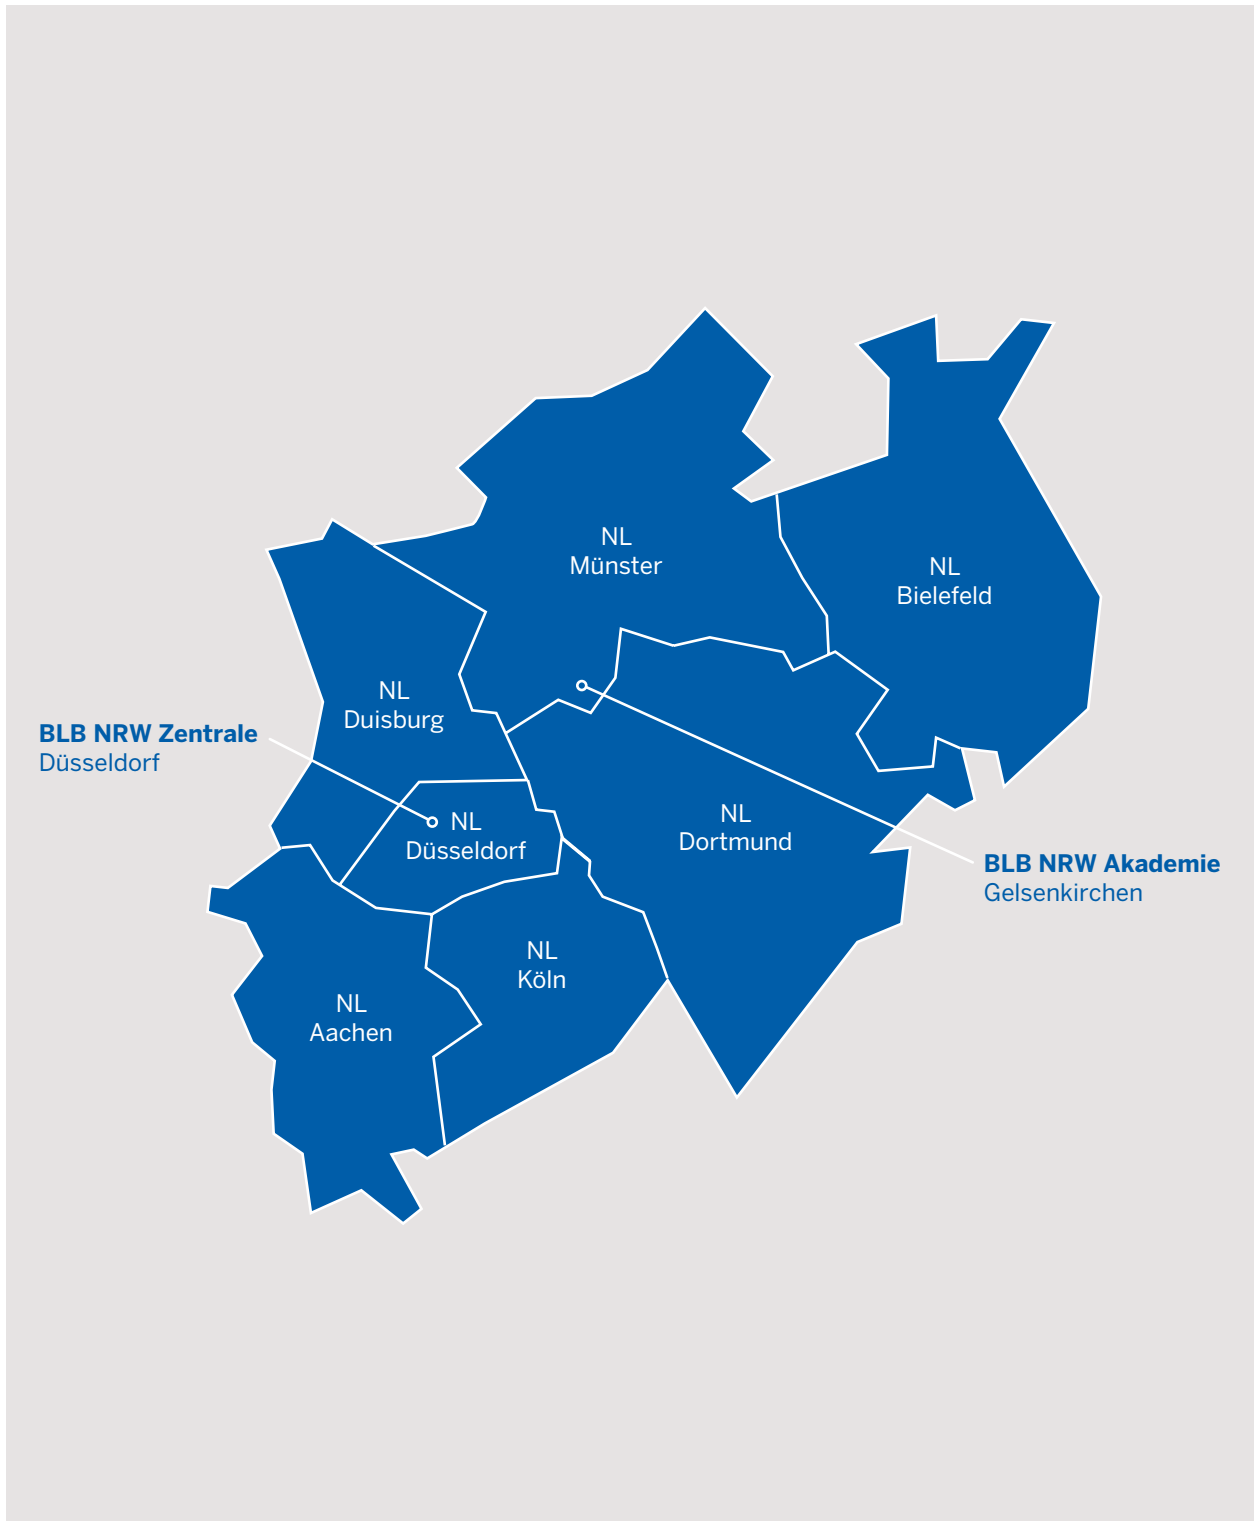 NL
Münster
NL
Bielefeld
NL
Duisburg
BLB NRW Zentrale
Düsseldorf
NL
Düsseldorf
NL
Dortmund
BLB NRW Akademie
Gelsenkirchen
NL
Köln
NL
Aachen